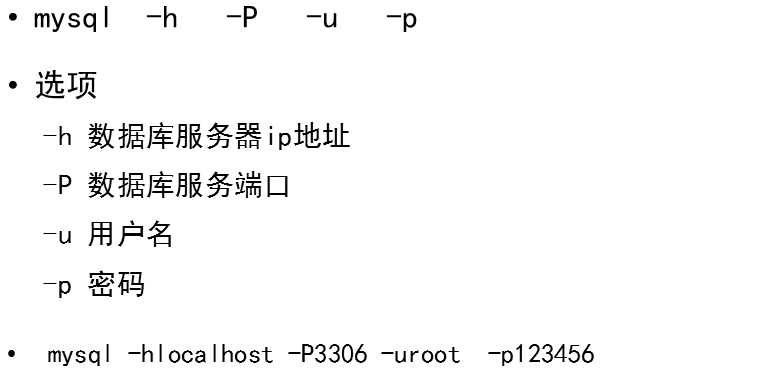 • mysql -h -P -u -p
• 选项
-h 数据库服务器ip地址
-P 数据库服务端口
-u 用户名
-p 密码
• mysql -hlocalhost -P3306 -uroot -p123456